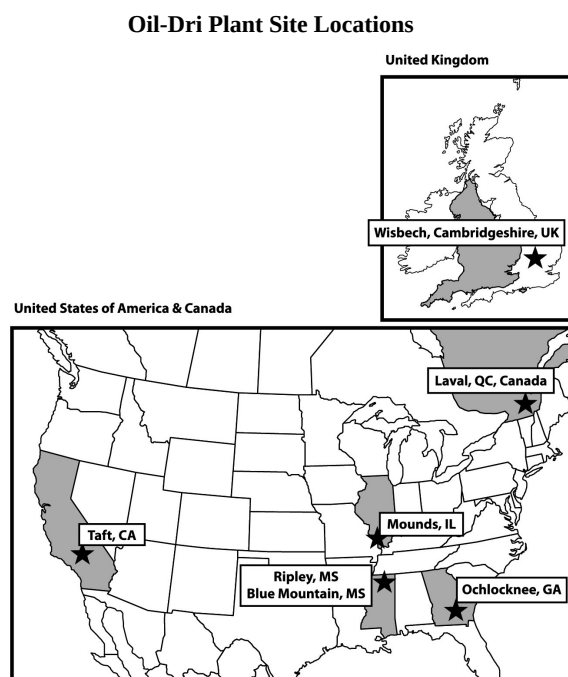 Oil-Dri Plant Site Locations
United Kingdom
Wisbech, Cambridgeshire, UK
United States of America & Canada
Laval, QC, Canada
Mounds, IL
Taft, CA
Ripley, MS
Blue Mountain, MS
Ochlocknee, GA